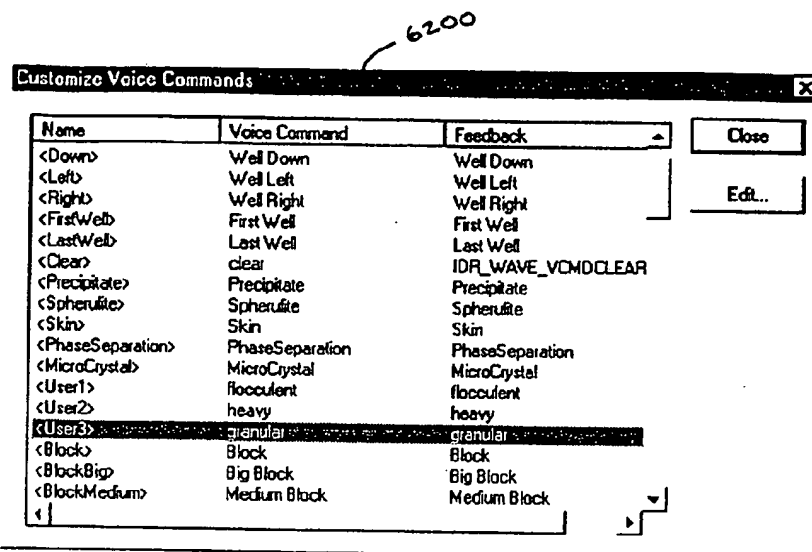 6200
Customize Voice Commands
Name Voice Command Feedback Close
<Down> Well Down Well Down
<Left> Well Left Well Left
<Right> Well Right Well Right Edit...
<FirstWell> First Well First Well
<LastWell> Last Well Last Well
<Clear> clear IDR_WAVE_VCMDCLEAR
<Precipitate> Precipitate Precipitate
<Spherulite> Spherulite Spherulite
<Skin> Skin Skin
<PhaseSeparation> PhaseSeparation PhaseSeparation
<MicroCrystal> MicroCrystal MicroCrystal
<User1> flocculent flocculent
<User2> heavy heavy
<User3> granular granular
<Block> Block Block
<BlockBig> Big Block Big Block
<BlockMedium> Medium Block Medium Block